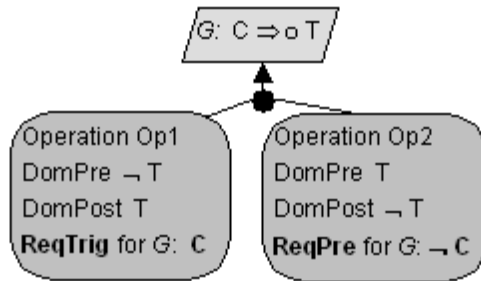 G: C ⇒ o T
Operation Op1
DomPre ¬ T
DomPost T
ReqTrig for G: C
Operation Op2
DomPre T
DomPost ¬ T
ReqPre for G: ¬ C